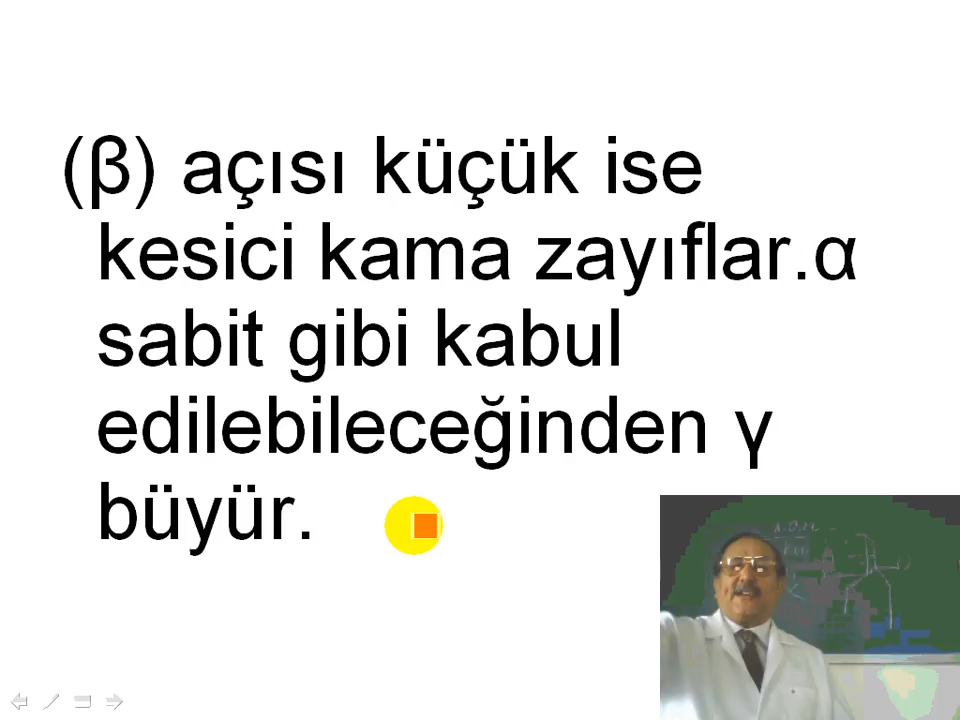 (β) açısı küçük ise
kesici kama zayıflar.α
sabit gibi kabul
edilebileceğinden γ
büyür.